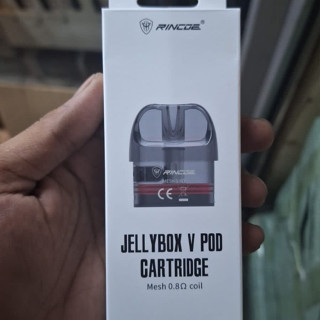 RINCOE
RINCOE
CE
JELLYBOX V POD
CARTRIDGE
Mesh 0.8Ω coil